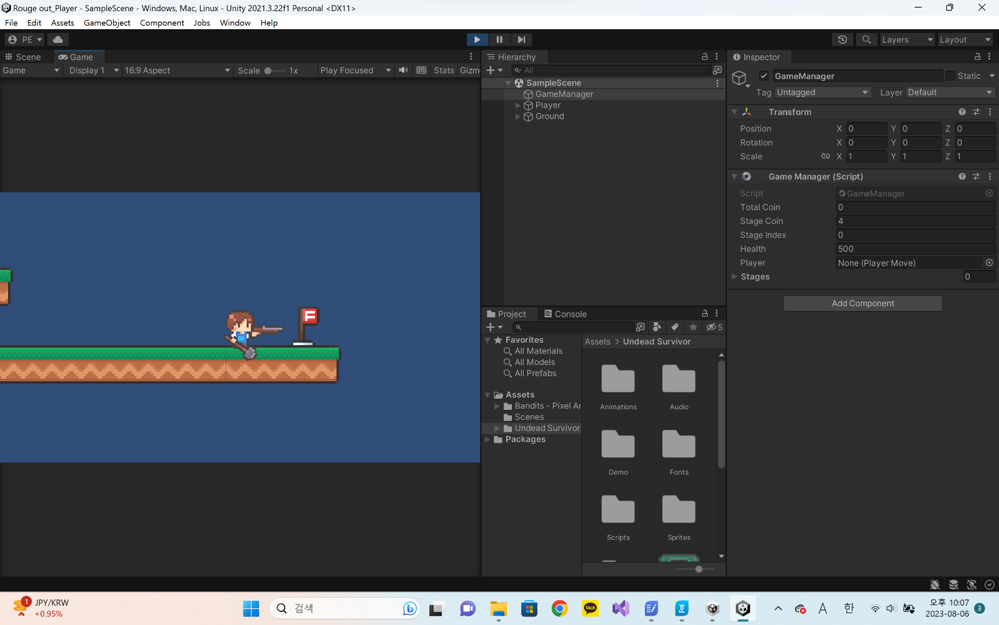 Rouge out_Player - SampleScene - Windows, Mac, Linux - Unity 2021.3.22f1 Personal <DX11>
File Edit Assets GameObject Component Jobs Window Help
PE Layers Layout
Scene Game
Game Display 1 16:9 Aspect Scale 1x Play Focused Stats Gizm
F
Hierarchy
All
SampleScene
GameManager
Player
Ground
Project Console
5
Favorites
All Materials
All Models
All Prefabs
Assets
Bandits - Pixel Ar
Scenes
Undead Survivor
Packages
Assets > Undead Survivor
Animations Audio
Demo Fonts
Scripts Sprites
Inspector
GameManager Static
Tag Untagged Layer Default
Transform
Position X 0 Y 0 Z 0
Rotation X 0 Y 0 Z 0
Scale X 1 Y 1 Z 1
Game Manager (Script)
Script GameManager
Total Coin 0
Stage Coin 4
Stage Index 0
Health 500
Player None (Player Move)
Stages 0
Add Component
1 JPY/KRW
+0.95%
검색
TALK
A 한
오후 10:07
2023-08-06
3